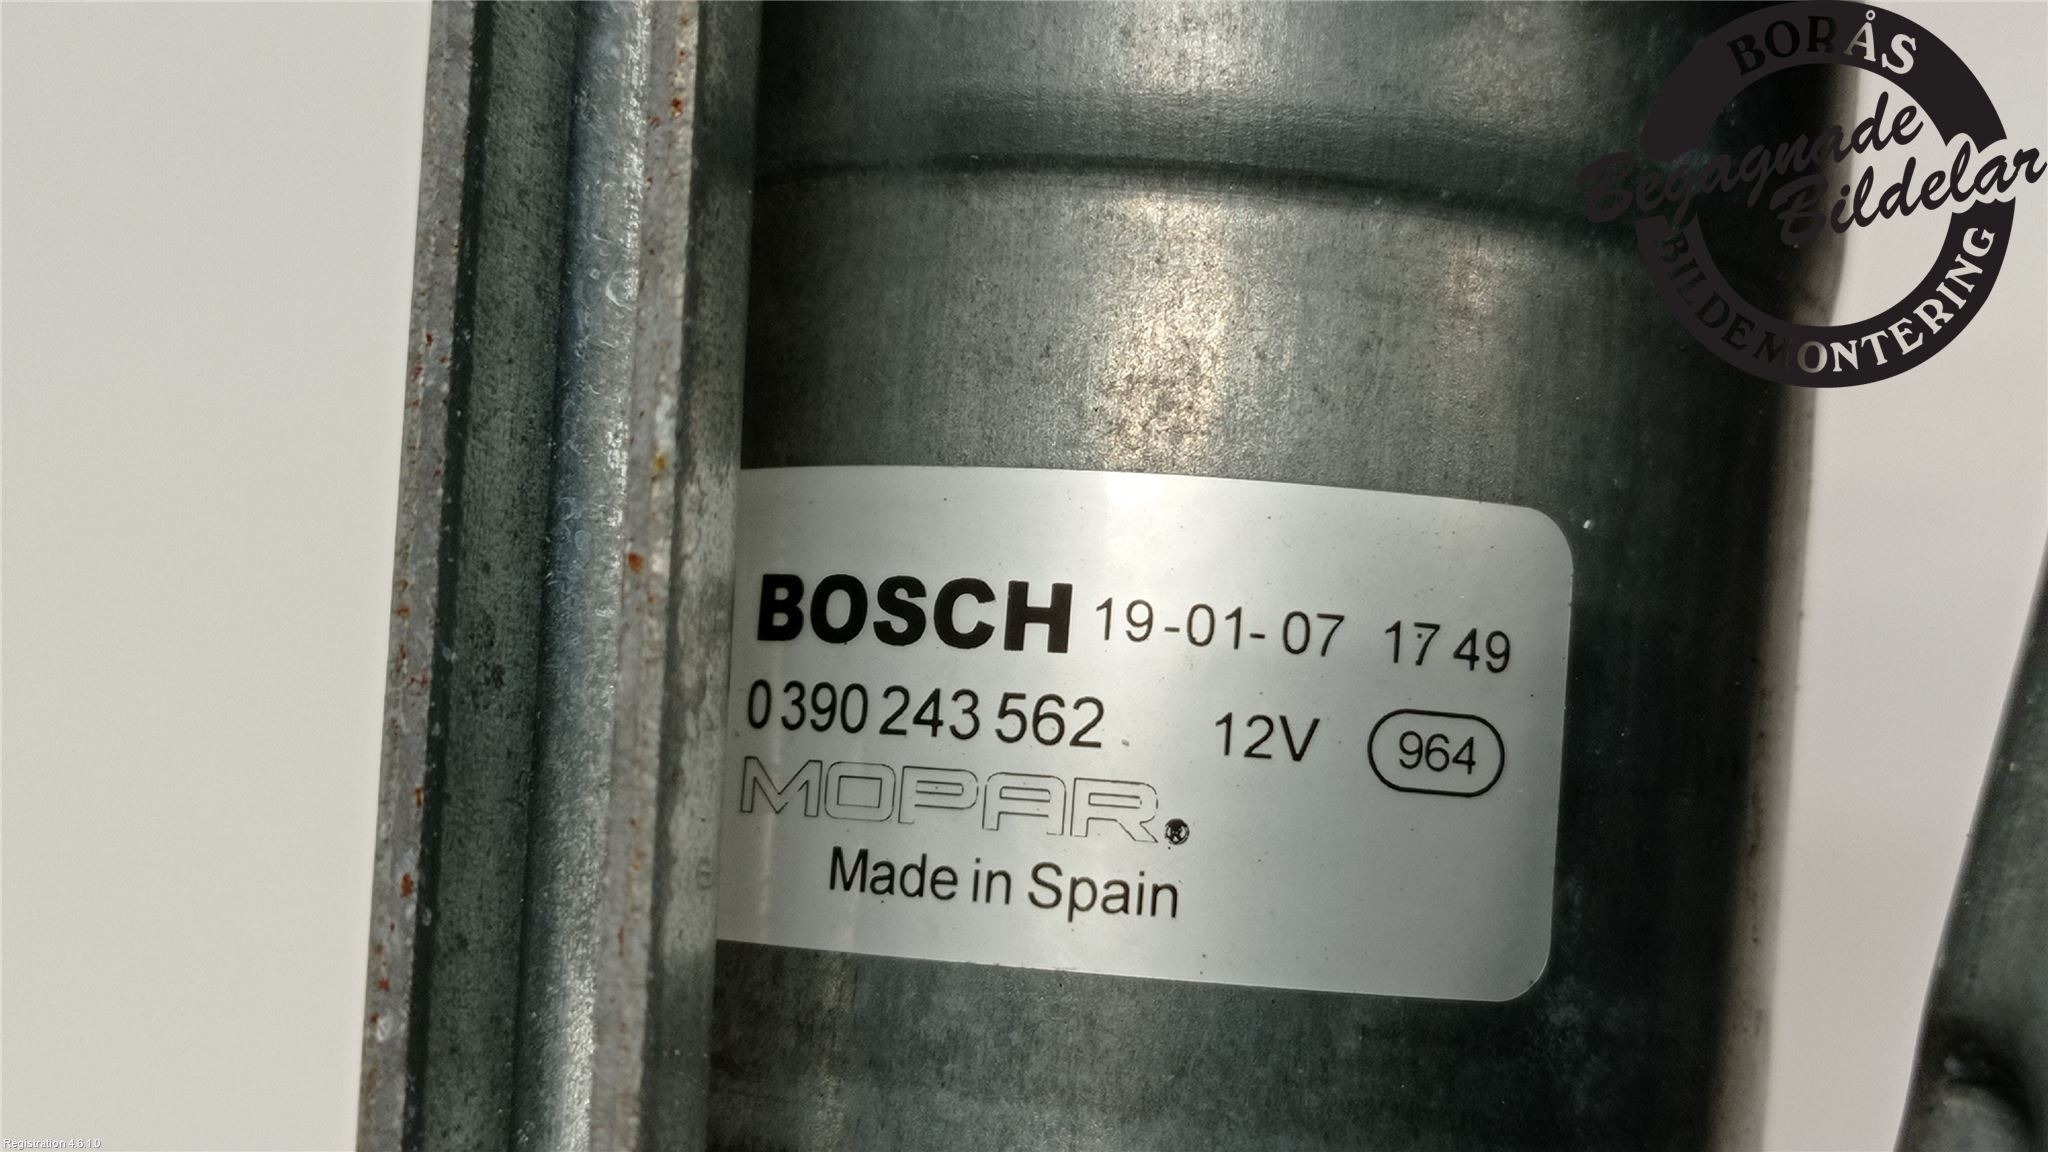 BORÅS
Begagnade
Bildelar
BILDEMONTERING
BOSCH 19-01-07 17 49
0 390 243 562 12V 964
MOPAR®
Made in Spain
Registration 4.6.1.0